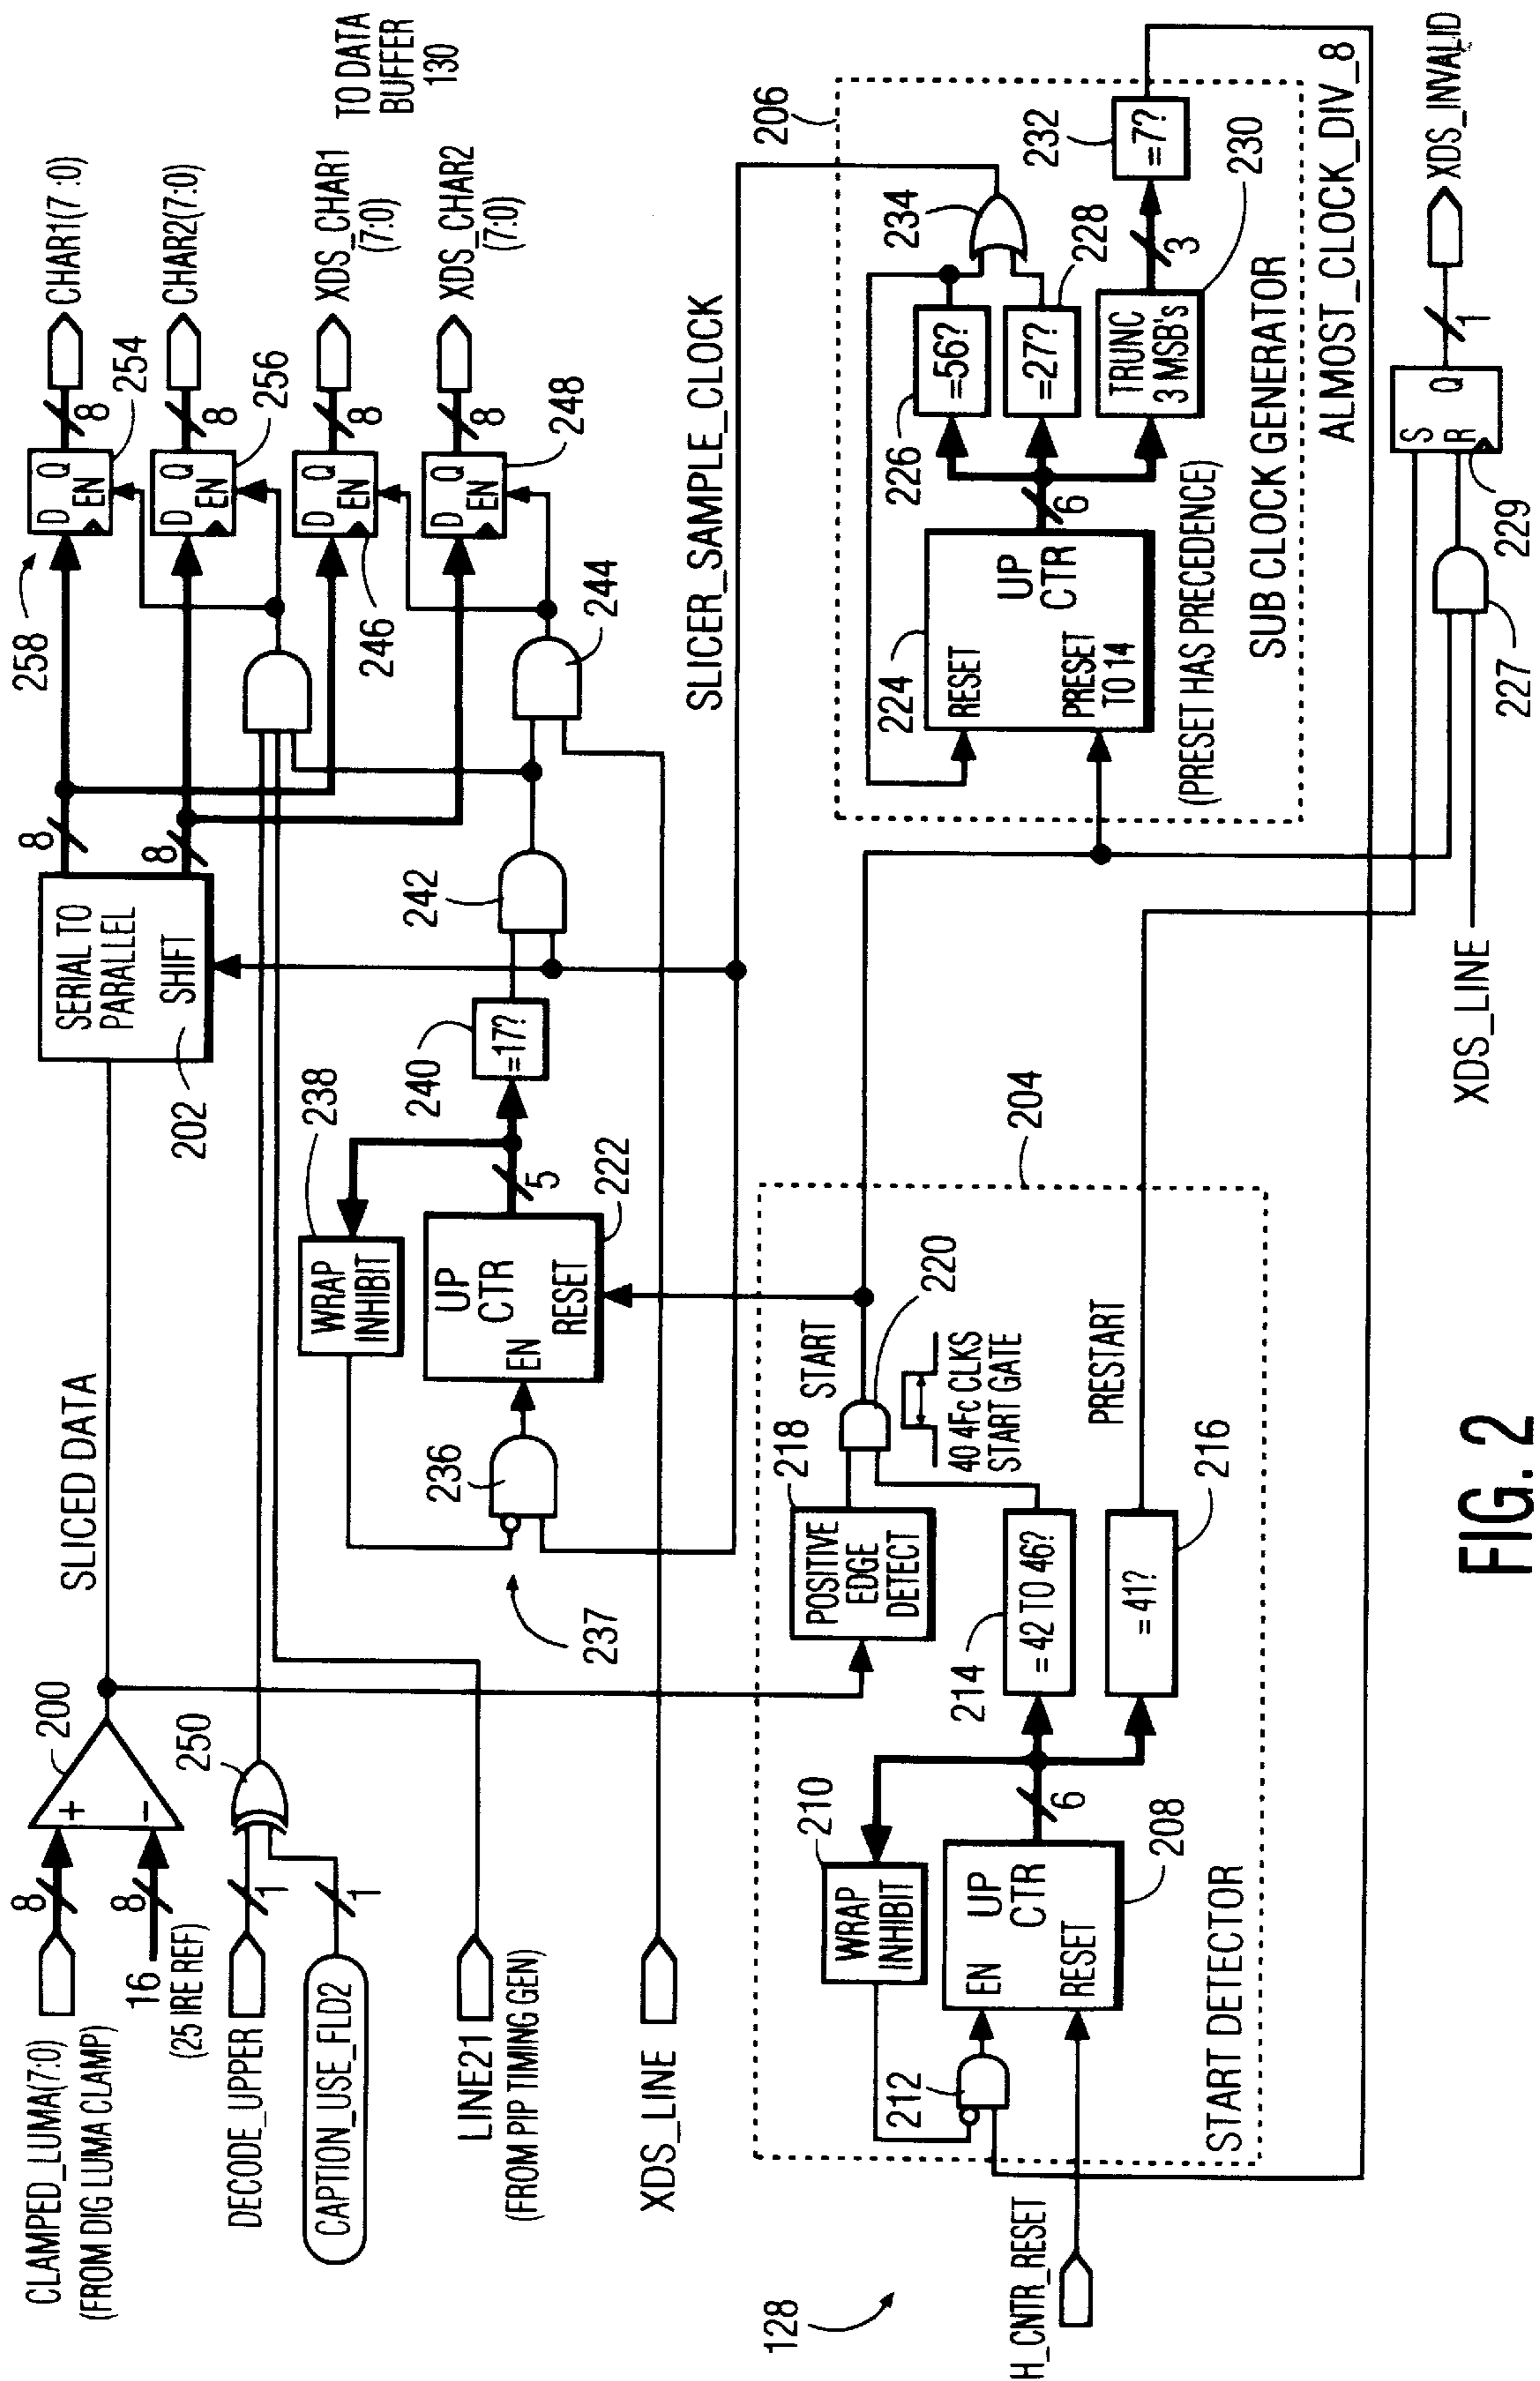 CLAMPED_LUMA(7:0)
(FROM DIG LUMA CLAMP)
8
8
16
(25 IRE REF)
+
−
200
SLICED DATA
SERIAL TO
PARALLEL
SHIFT
202
8
8
258
D Q
EN
254
8
CHAR1(7:0)
D Q
EN
256
8
CHAR2(7:0)
D Q
EN
246
8
XDS_CHAR1
(7:0)
D Q
EN
248
8
XDS_CHAR2
(7:0)
TO DATA
BUFFER
130
DECODE_UPPER
1
CAPTION_USE_FLD2
1
250
LINE21
(FROM PIP TIMING GEN)
XDS_LINE
237
236
WRAP
INHIBIT
238
UP
CTR
EN
RESET
222
5
=17?
240
242
244
SLICER_SAMPLE_CLOCK
128
H_CNTR_RESET
START DETECTOR
204
212
WRAP
INHIBIT
210
UP
CTR
EN
RESET
208
6
= 42 TO 46?
214
= 41?
216
POSITIVE
EDGE
DETECT
218
START
220
40 4Fc CLKS
START GATE
PRESTART
206
224
RESET
UP
CTR
PRESET
TO 14
(PRESET HAS PRECEDENCE)
6
=56?
226
=27?
228
TRUNC
3 MSB's
230
3
=7?
232
234
SUB CLOCK GENERATOR
ALMOST_CLOCK_DIV_8
XDS_LINE
227
S
R
Q
229
1
XDS_INVALID
FIG. 2